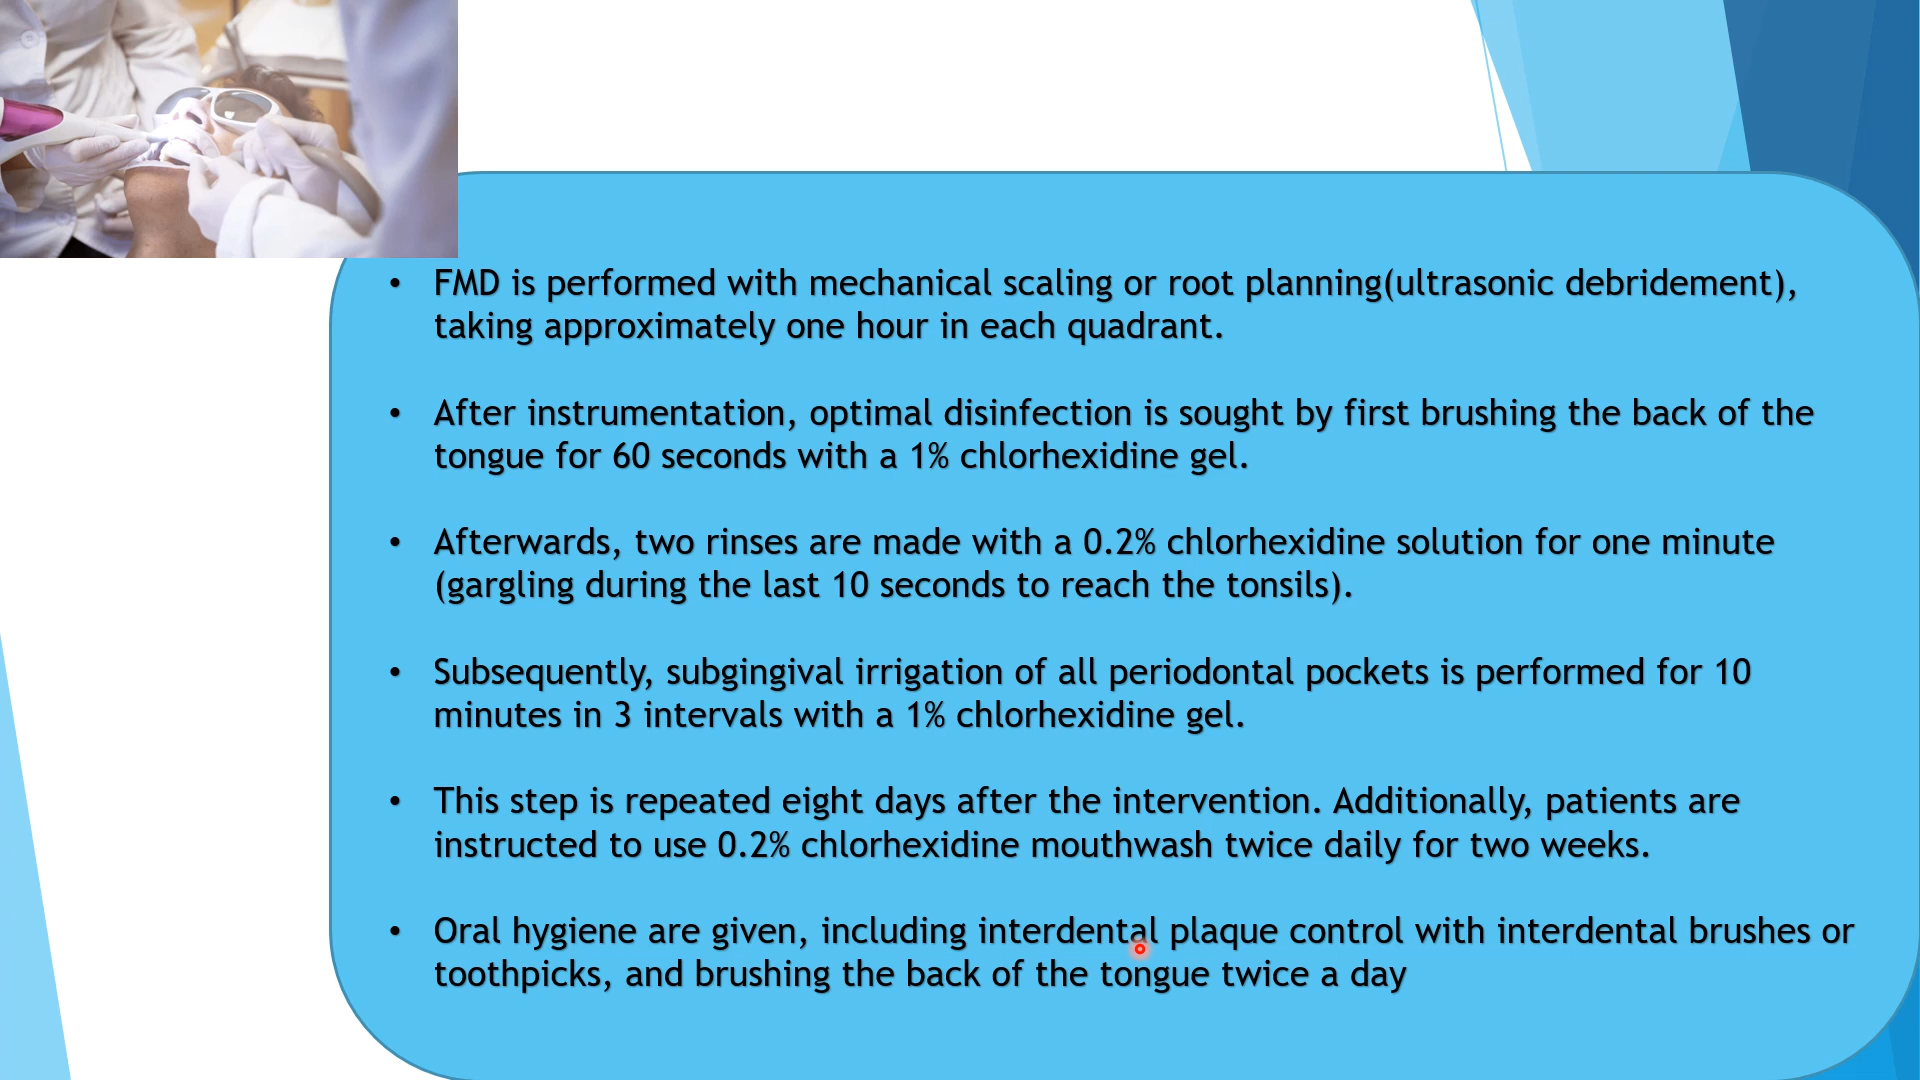 • FMD is performed with mechanical scaling or root planning(ultrasonic debridement),
taking approximately one hour in each quadrant.
• After instrumentation, optimal disinfection is sought by first brushing the back of the
tongue for 60 seconds with a 1% chlorhexidine gel.
• Afterwards, two rinses are made with a 0.2% chlorhexidine solution for one minute
(gargling during the last 10 seconds to reach the tonsils).
• Subsequently, subgingival irrigation of all periodontal pockets is performed for 10
minutes in 3 intervals with a 1% chlorhexidine gel.
• This step is repeated eight days after the intervention. Additionally, patients are
instructed to use 0.2% chlorhexidine mouthwash twice daily for two weeks.
• Oral hygiene are given, including interdental plaque control with interdental brushes or
toothpicks, and brushing the back of the tongue twice a day